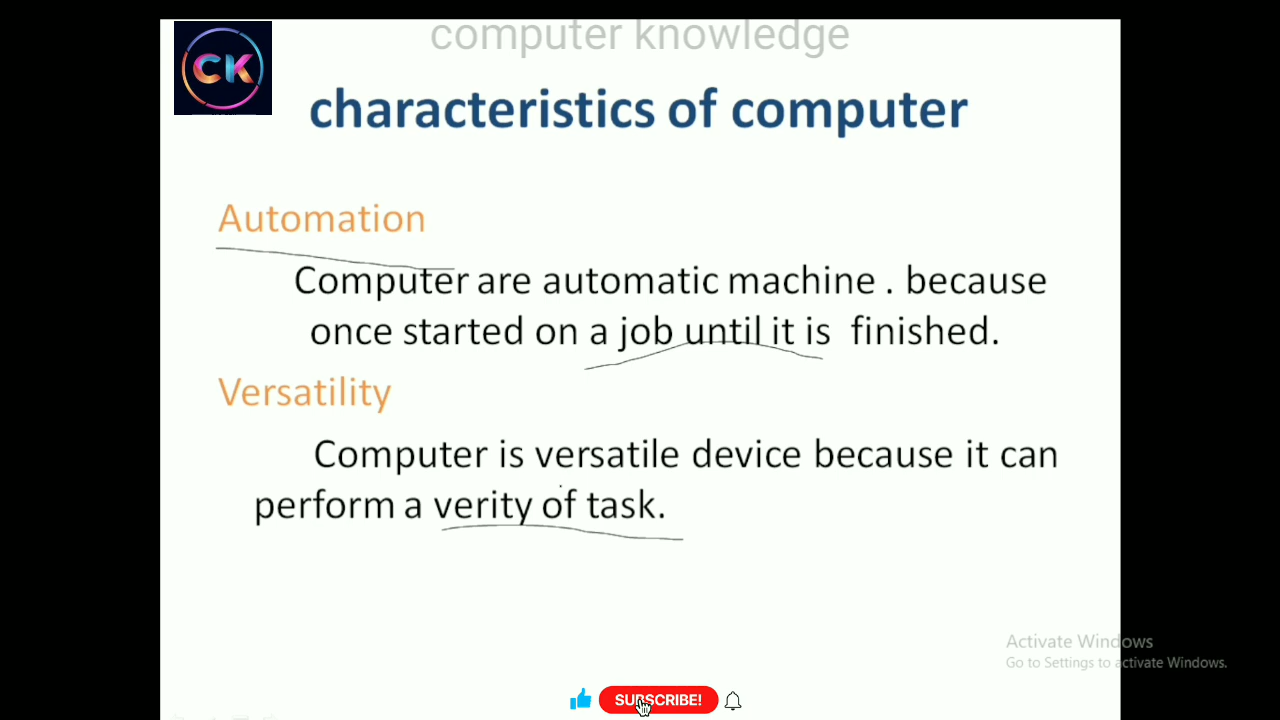 computer knowledge
CK
characteristics of computer
Automation
Computer are automatic machine . because
once started on a job until it is finished.
Versatility
Computer is versatile device because it can
perform a verity of task.
Activate Windows
Go to Settings to activate Windows.
SUBSCRIBE!